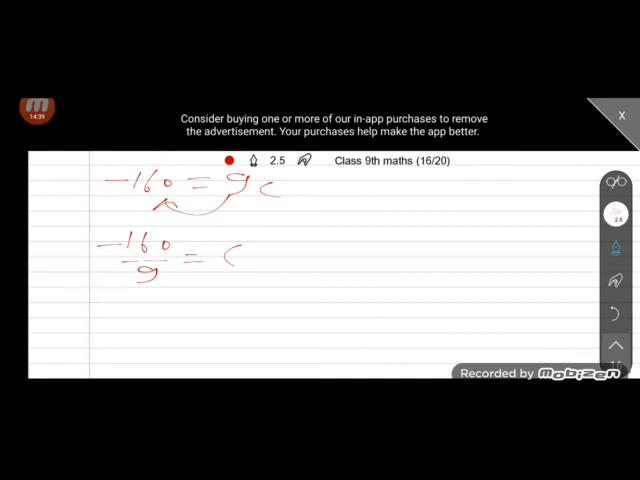 14:39
Consider buying one or more of our in-app purchases to remove
the advertisement. Your purchases help make the app better.
X
2.5 Class 9th maths (16/20)
-160 = 9c
2.5
-160/9 = c
16
Recorded by mobizen